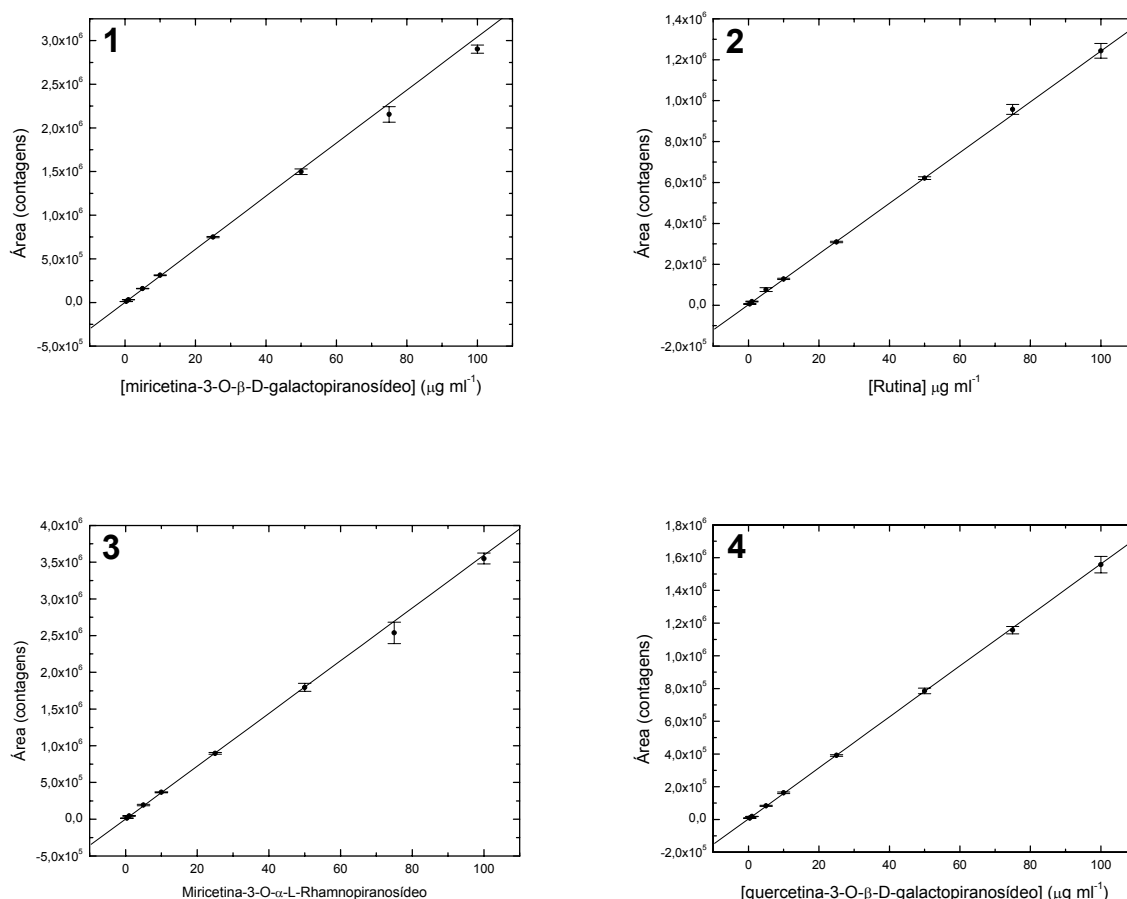 1
3,0x10⁶
2,5x10⁶
2,0x10⁶
1,5x10⁶
1,0x10⁶
5,0x10⁵
0,0
-5,0x10⁵
Área (contagens)
0 20 40 60 80 100
[miricetina-3-O-β-D-galactopiranosídeo] (μg ml⁻¹)
2
1,4x10⁶
1,2x10⁶
1,0x10⁶
8,0x10⁵
6,0x10⁵
4,0x10⁵
2,0x10⁵
0,0
-2,0x10⁵
Área (contagens)
0 20 40 60 80 100
[Rutina] μg ml⁻¹
3
4,0x10⁶
3,5x10⁶
3,0x10⁶
2,5x10⁶
2,0x10⁶
1,5x10⁶
1,0x10⁶
5,0x10⁵
0,0
-5,0x10⁵
Área (contagens)
0 20 40 60 80 100
Miricetina-3-O-α-L-Rhamnopiranosídeo
4
1,8x10⁶
1,6x10⁶
1,4x10⁶
1,2x10⁶
1,0x10⁶
8,0x10⁵
6,0x10⁵
4,0x10⁵
2,0x10⁵
0,0
-2,0x10⁵
Área (contagens)
0 20 40 60 80 100
[quercetina-3-O-β-D-galactopiranosídeo] (μg ml⁻¹)